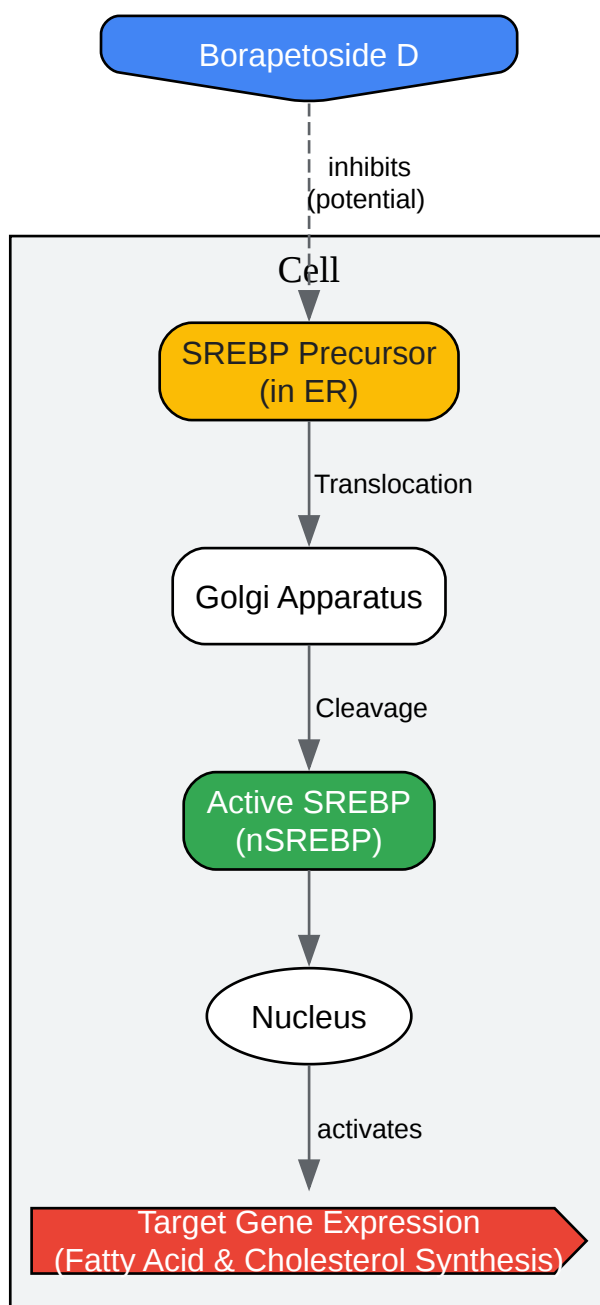 Borapetoside D
inhibits
(potential)
Cell
SREBP Precursor
(in ER)
Translocation
Golgi Apparatus
Cleavage
Active SREBP
(nSREBP)
Nucleus
activates
Target Gene Expression
(Fatty Acid & Cholesterol Synthesis)